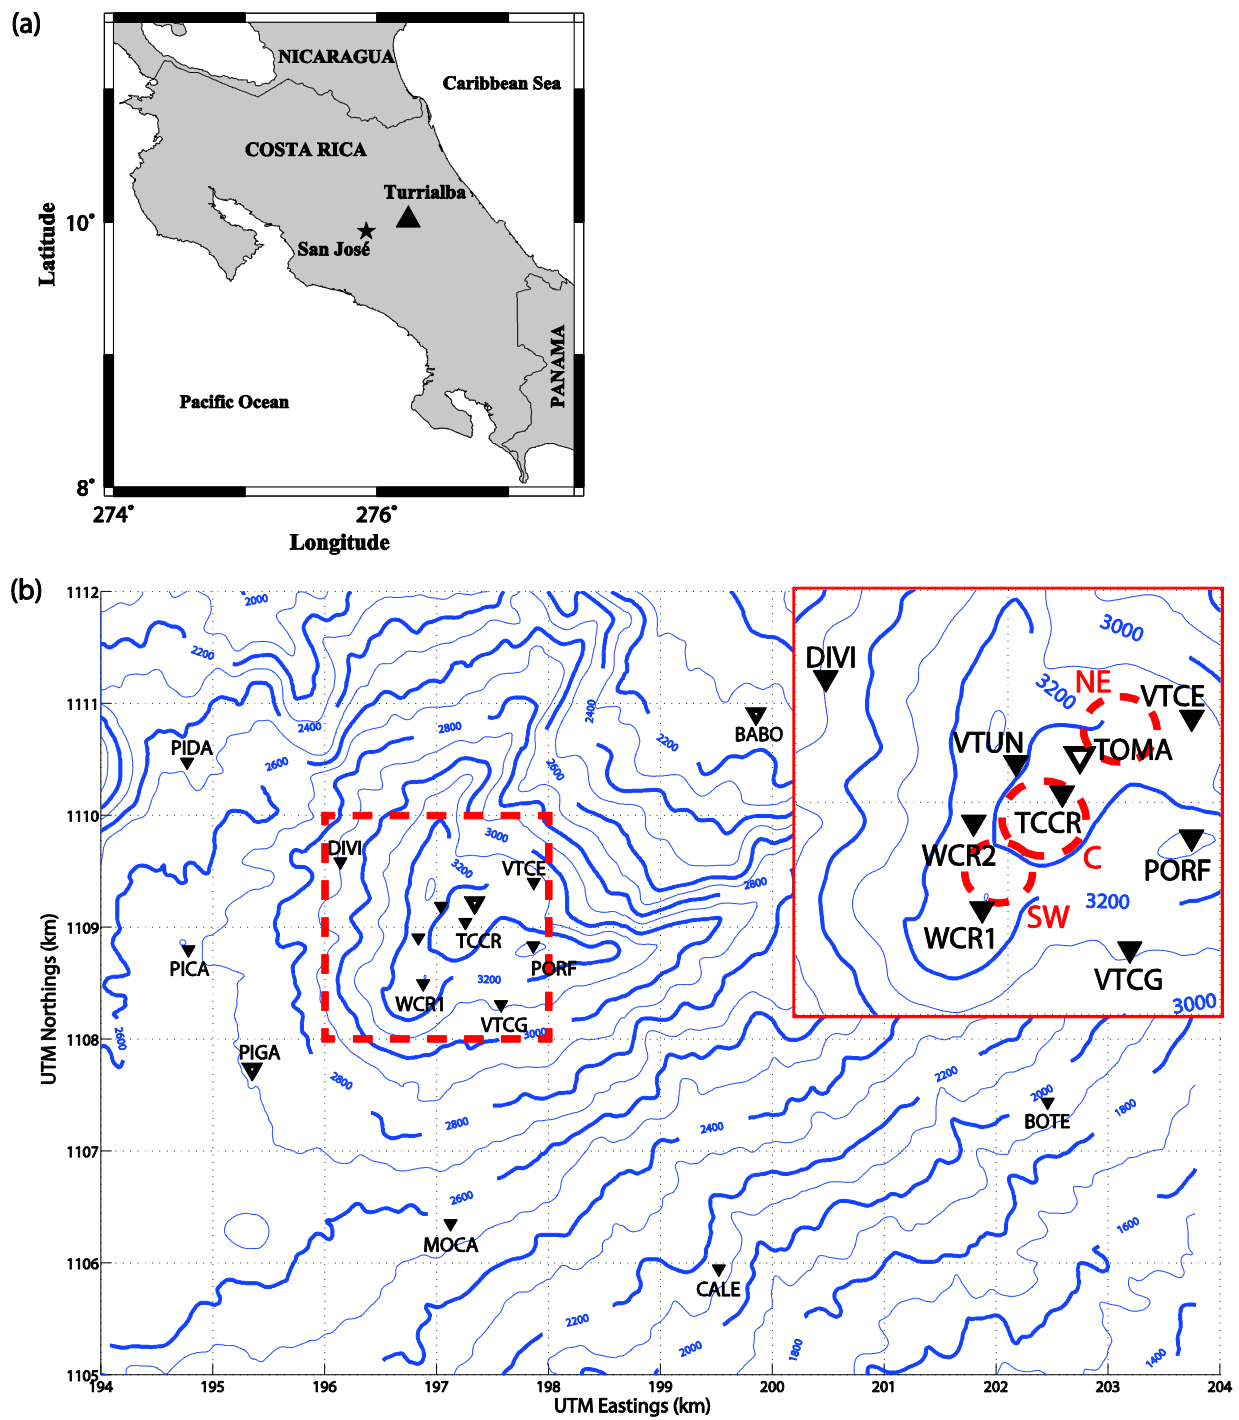 (a)
NICARAGUA
Caribbean Sea
COSTA RICA
Turrialba
10°
San José
Latitude
PANAMA
Pacific Ocean
8°
274°
276°
Longitude
(b)
1112
1111
1110
1109
1108
1107
1106
1105
UTM Northings (km)
194
195
196
197
198
199
200
201
202
203
204
UTM Eastings (km)
2000
2200
2400
2400
2800
2600
2200
2600
3000
3200
2800
3200
3000
2600
2800
2800
2400
2200
2000
1800
2600
1600
2200
2000
1800
1400
PIDA
BABO
DIVI
VTCE
TCCR
PORF
PICA
WCR1
VTCG
PIGA
BOTE
MOCA
CALE
3000
DIVI
NE
3200
VTCE
VTUN
TOMA
TCCR
WCR2
C
PORF
3200
SW
WCR1
VTCG
3000